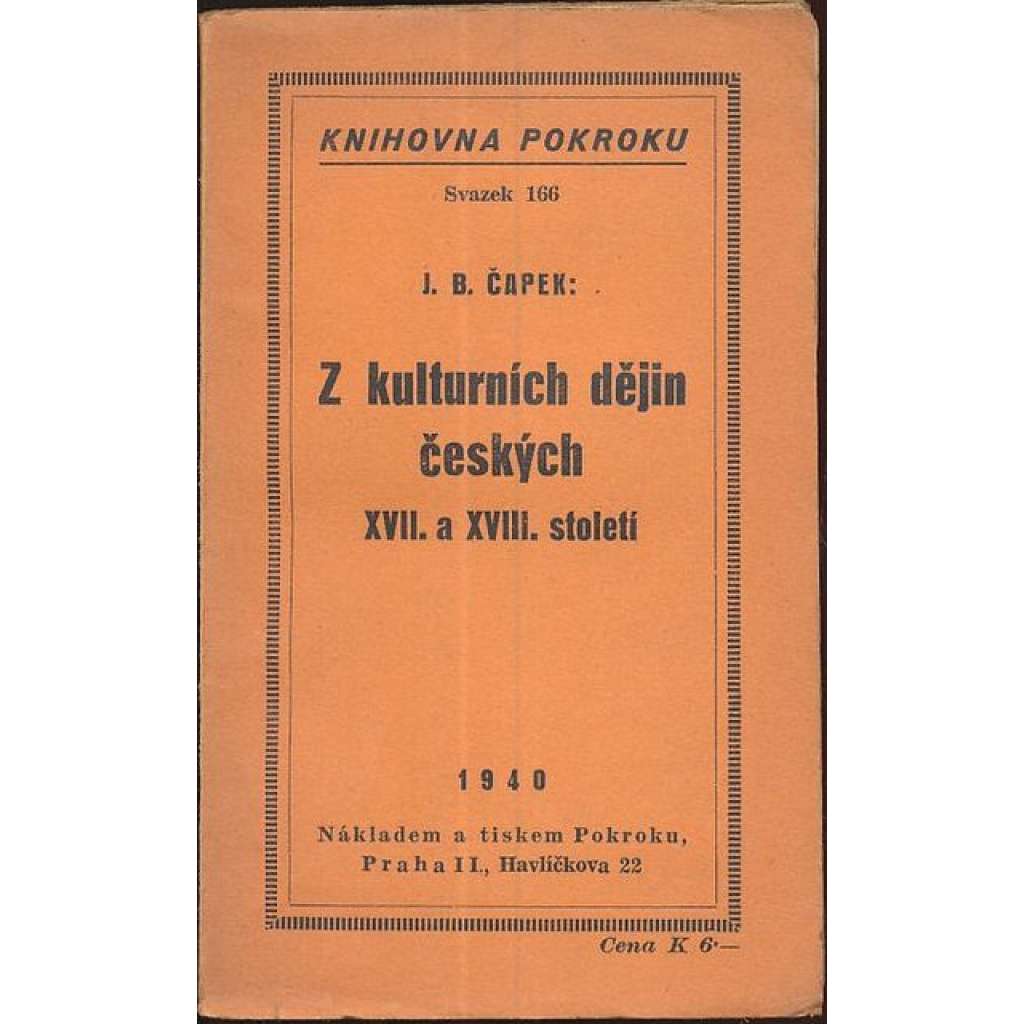 KNIHOVNA POKROKU
Svazek 166
J. B. ČAPEK:
Z kulturních dějin
českých
XVII. a XVIII. století
1940
Nákladem a tiskem Pokroku,
Praha II., Havlíčkova 22
Cena K 6·—